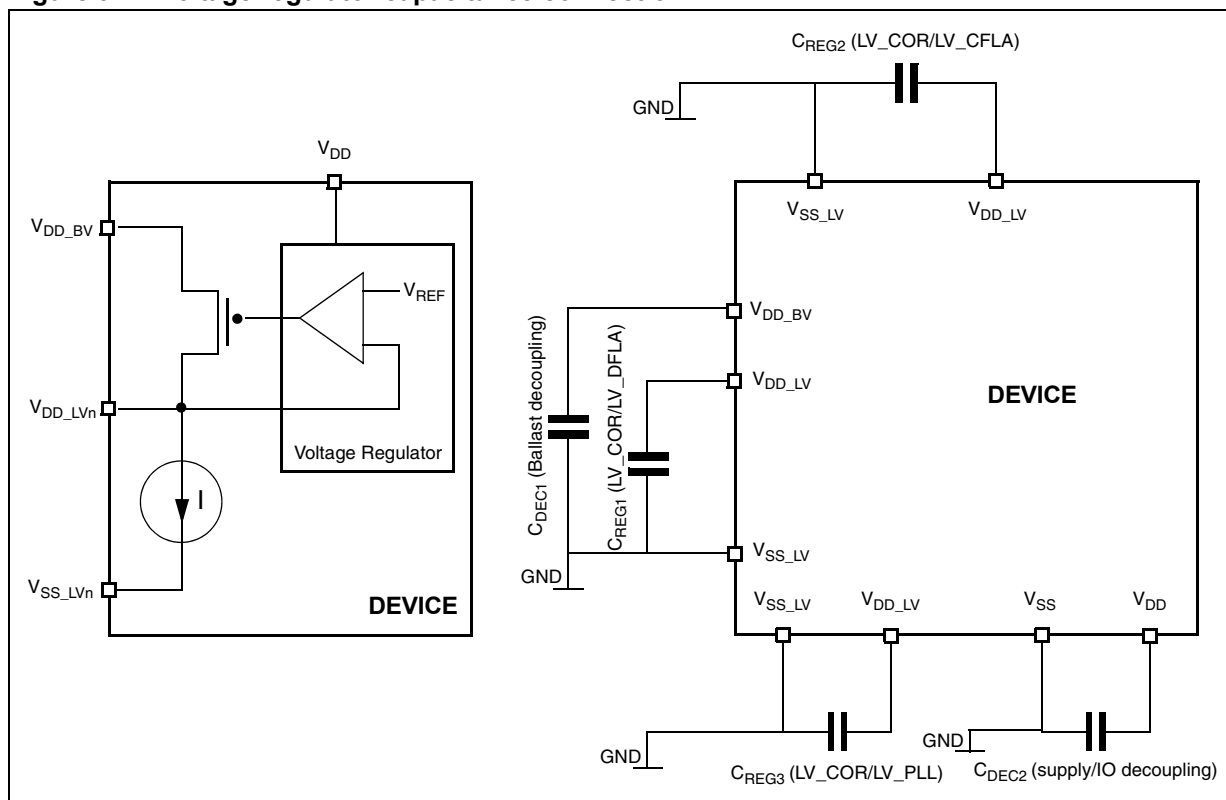 VDD
VDD_BV
VREF
VDD_LVn
Voltage Regulator
I
VSS_LVn
DEVICE
CREG2 (LV_COR/LV_CFLA)
GND
VSS_LV
VDD_LV
VDD_BV
VDD_LV
DEVICE
CDEC1 (Ballast decoupling)
CREG1 (LV_COR/LV_DFLA)
VSS_LV
GND
VSS_LV
VDD_LV
VSS
VDD
GND
CREG3 (LV_COR/LV_PLL)
GND
CDEC2 (supply/IO decoupling)